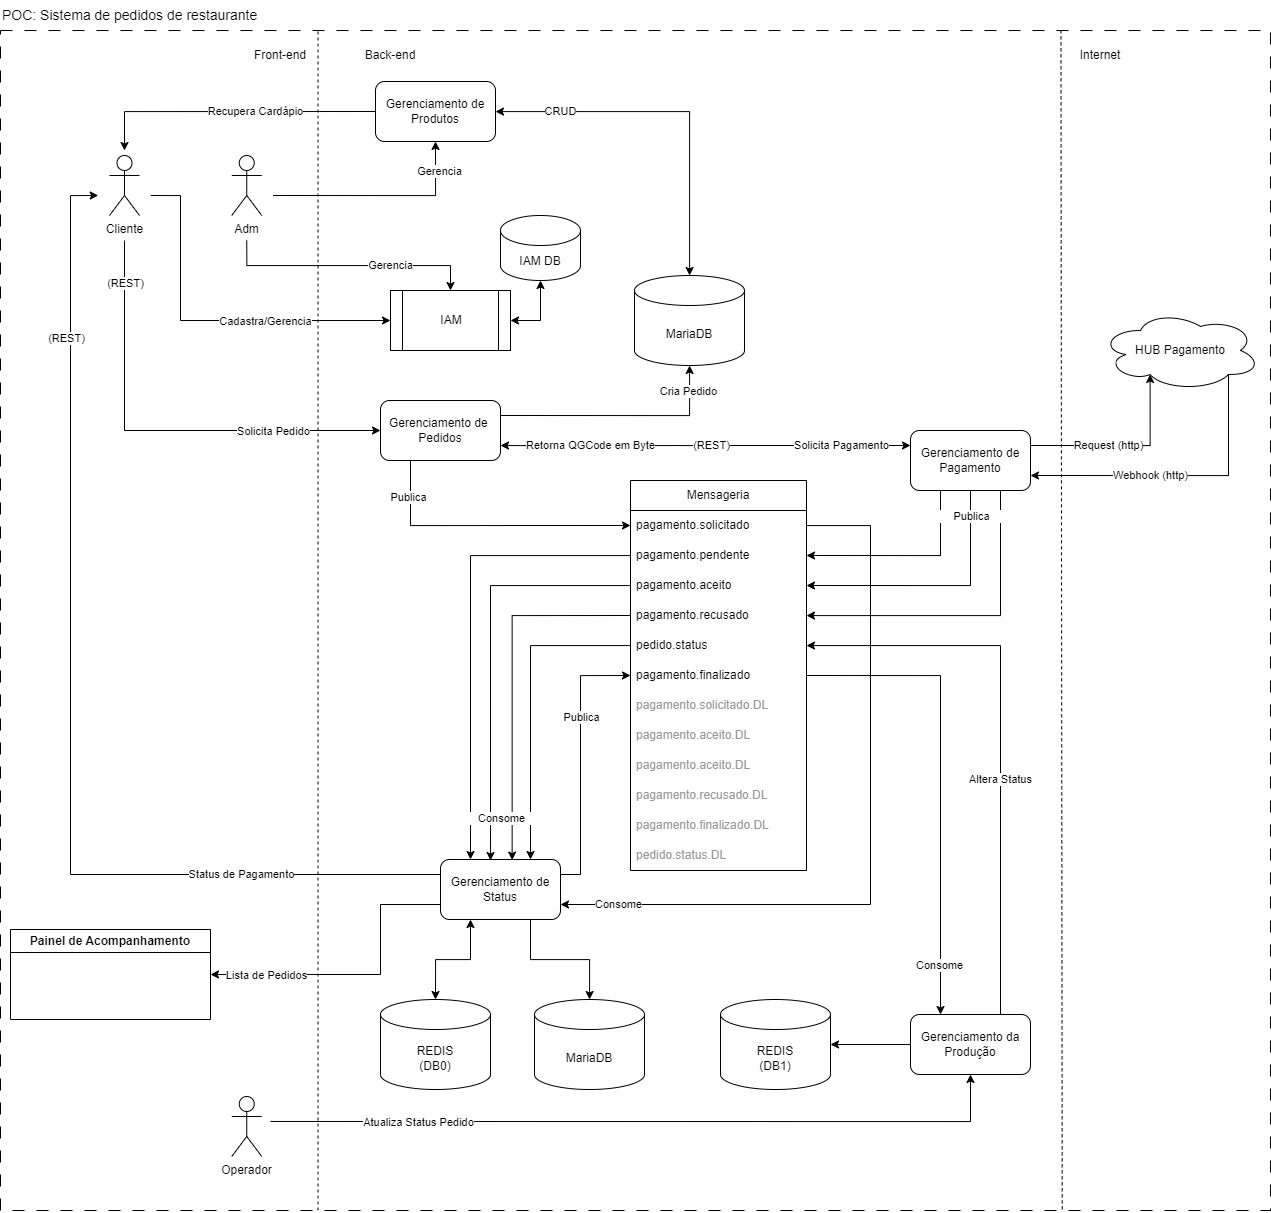 POC: Sistema de pedidos de restaurante
Front-end
Back-end
Internet
Recupera Cardápio
Gerenciamento de
Produtos
CRUD
Gerencia
Cliente
Adm
IAM DB
(REST)
Gerencia
Cadastra/Gerencia
IAM
MariaDB
(REST)
HUB Pagamento
Cria Pedido
Solicita Pedido
Gerenciamento de
Pedidos
Retorna QGCode em Byte
(REST)
Solicita Pagamento
Gerenciamento de
Pagamento
Request (http)
Webhook (http)
Publica
Mensageria
Publica
pagamento.solicitado
pagamento.pendente
pagamento.aceito
pagamento.recusado
pedido.status
pagamento.finalizado
pagamento.solicitado.DL
Publica
pagamento.aceito.DL
pagamento.aceito.DL
Altera Status
pagamento.recusado.DL
Consome
pagamento.finalizado.DL
pedido.status.DL
Status de Pagamento
Gerenciamento de
Status
Consome
Painel de Acompanhamento
Lista de Pedidos
Consome
REDIS
(DB0)
MariaDB
REDIS
(DB1)
Gerenciamento da
Produção
Atualiza Status Pedido
Operador